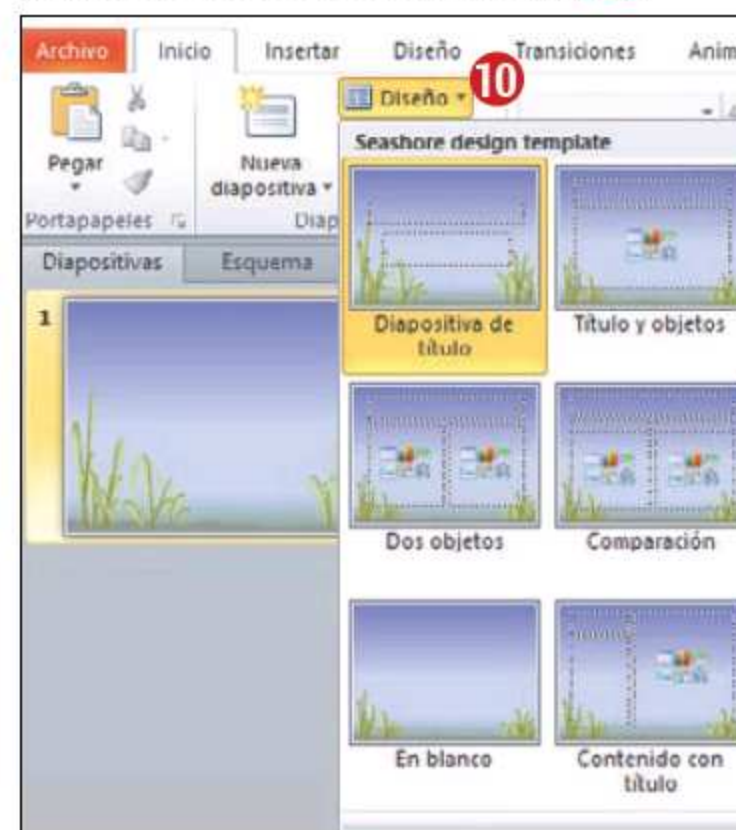 Archivo Inicio Insertar Diseño Transiciones Anim
Diseño 10
Pegar
Nueva
diapositiva
Portapapeles Diap
Seashore design template
Diapositivas Esquema
1
Diapositiva de
título
Título y objetos
Dos objetos
Comparación
En blanco
Contenido con
título